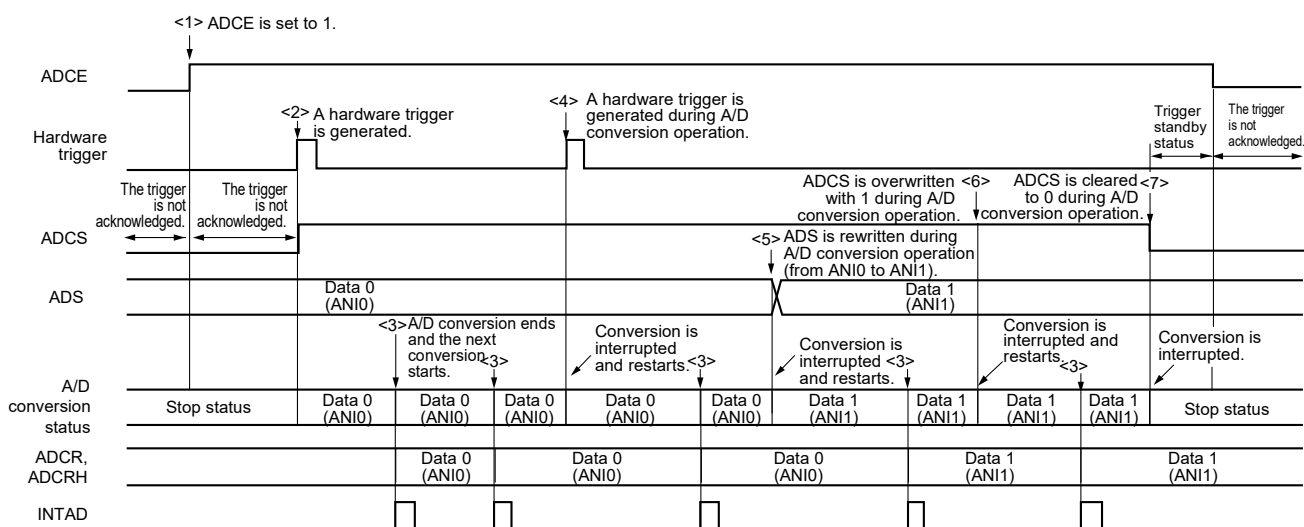 <1> ADCE is set to 1.
ADCE
<2> A hardware trigger
is generated.
<4> A hardware trigger is
generated during A/D
conversion operation.
Trigger
standby
status
The trigger
is not
acknowledged.
Hardware
trigger
The trigger
is not
acknowledged.
The trigger
is not
acknowledged.
ADCS is overwritten <6>
with 1 during A/D
conversion operation.
ADCS is cleared <7>
to 0 during A/D
conversion operation.
ADCS
<5> ADS is rewritten during
A/D conversion operation
(from ANI0 to ANI1).
ADS
Data 0
(ANI0)
Data 1
(ANI1)
<3> A/D conversion ends
and the next
conversion
starts.
<3>
Conversion is
interrupted
and restarts.
<3>
Conversion is
interrupted
and restarts.
<3>
Conversion is
interrupted and
restarts.
<3>
Conversion is
interrupted.
A/D
conversion
status
Stop status
Data 0
(ANI0)
Data 0
(ANI0)
Data 0
(ANI0)
Data 0
(ANI0)
Data 0
(ANI0)
Data 1
(ANI1)
Data 1
(ANI1)
Data 1
(ANI1)
Data 1
(ANI1)
Stop status
ADCR,
ADCRH
Data 0
(ANI0)
Data 0
(ANI0)
Data 0
(ANI0)
Data 1
(ANI1)
Data 1
(ANI1)
INTAD